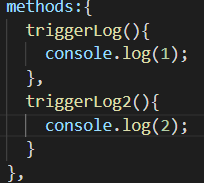 methods:{
  triggerLog(){
    console.log(1);
  },
  triggerLog2(){
    console.log(2);
  }
},